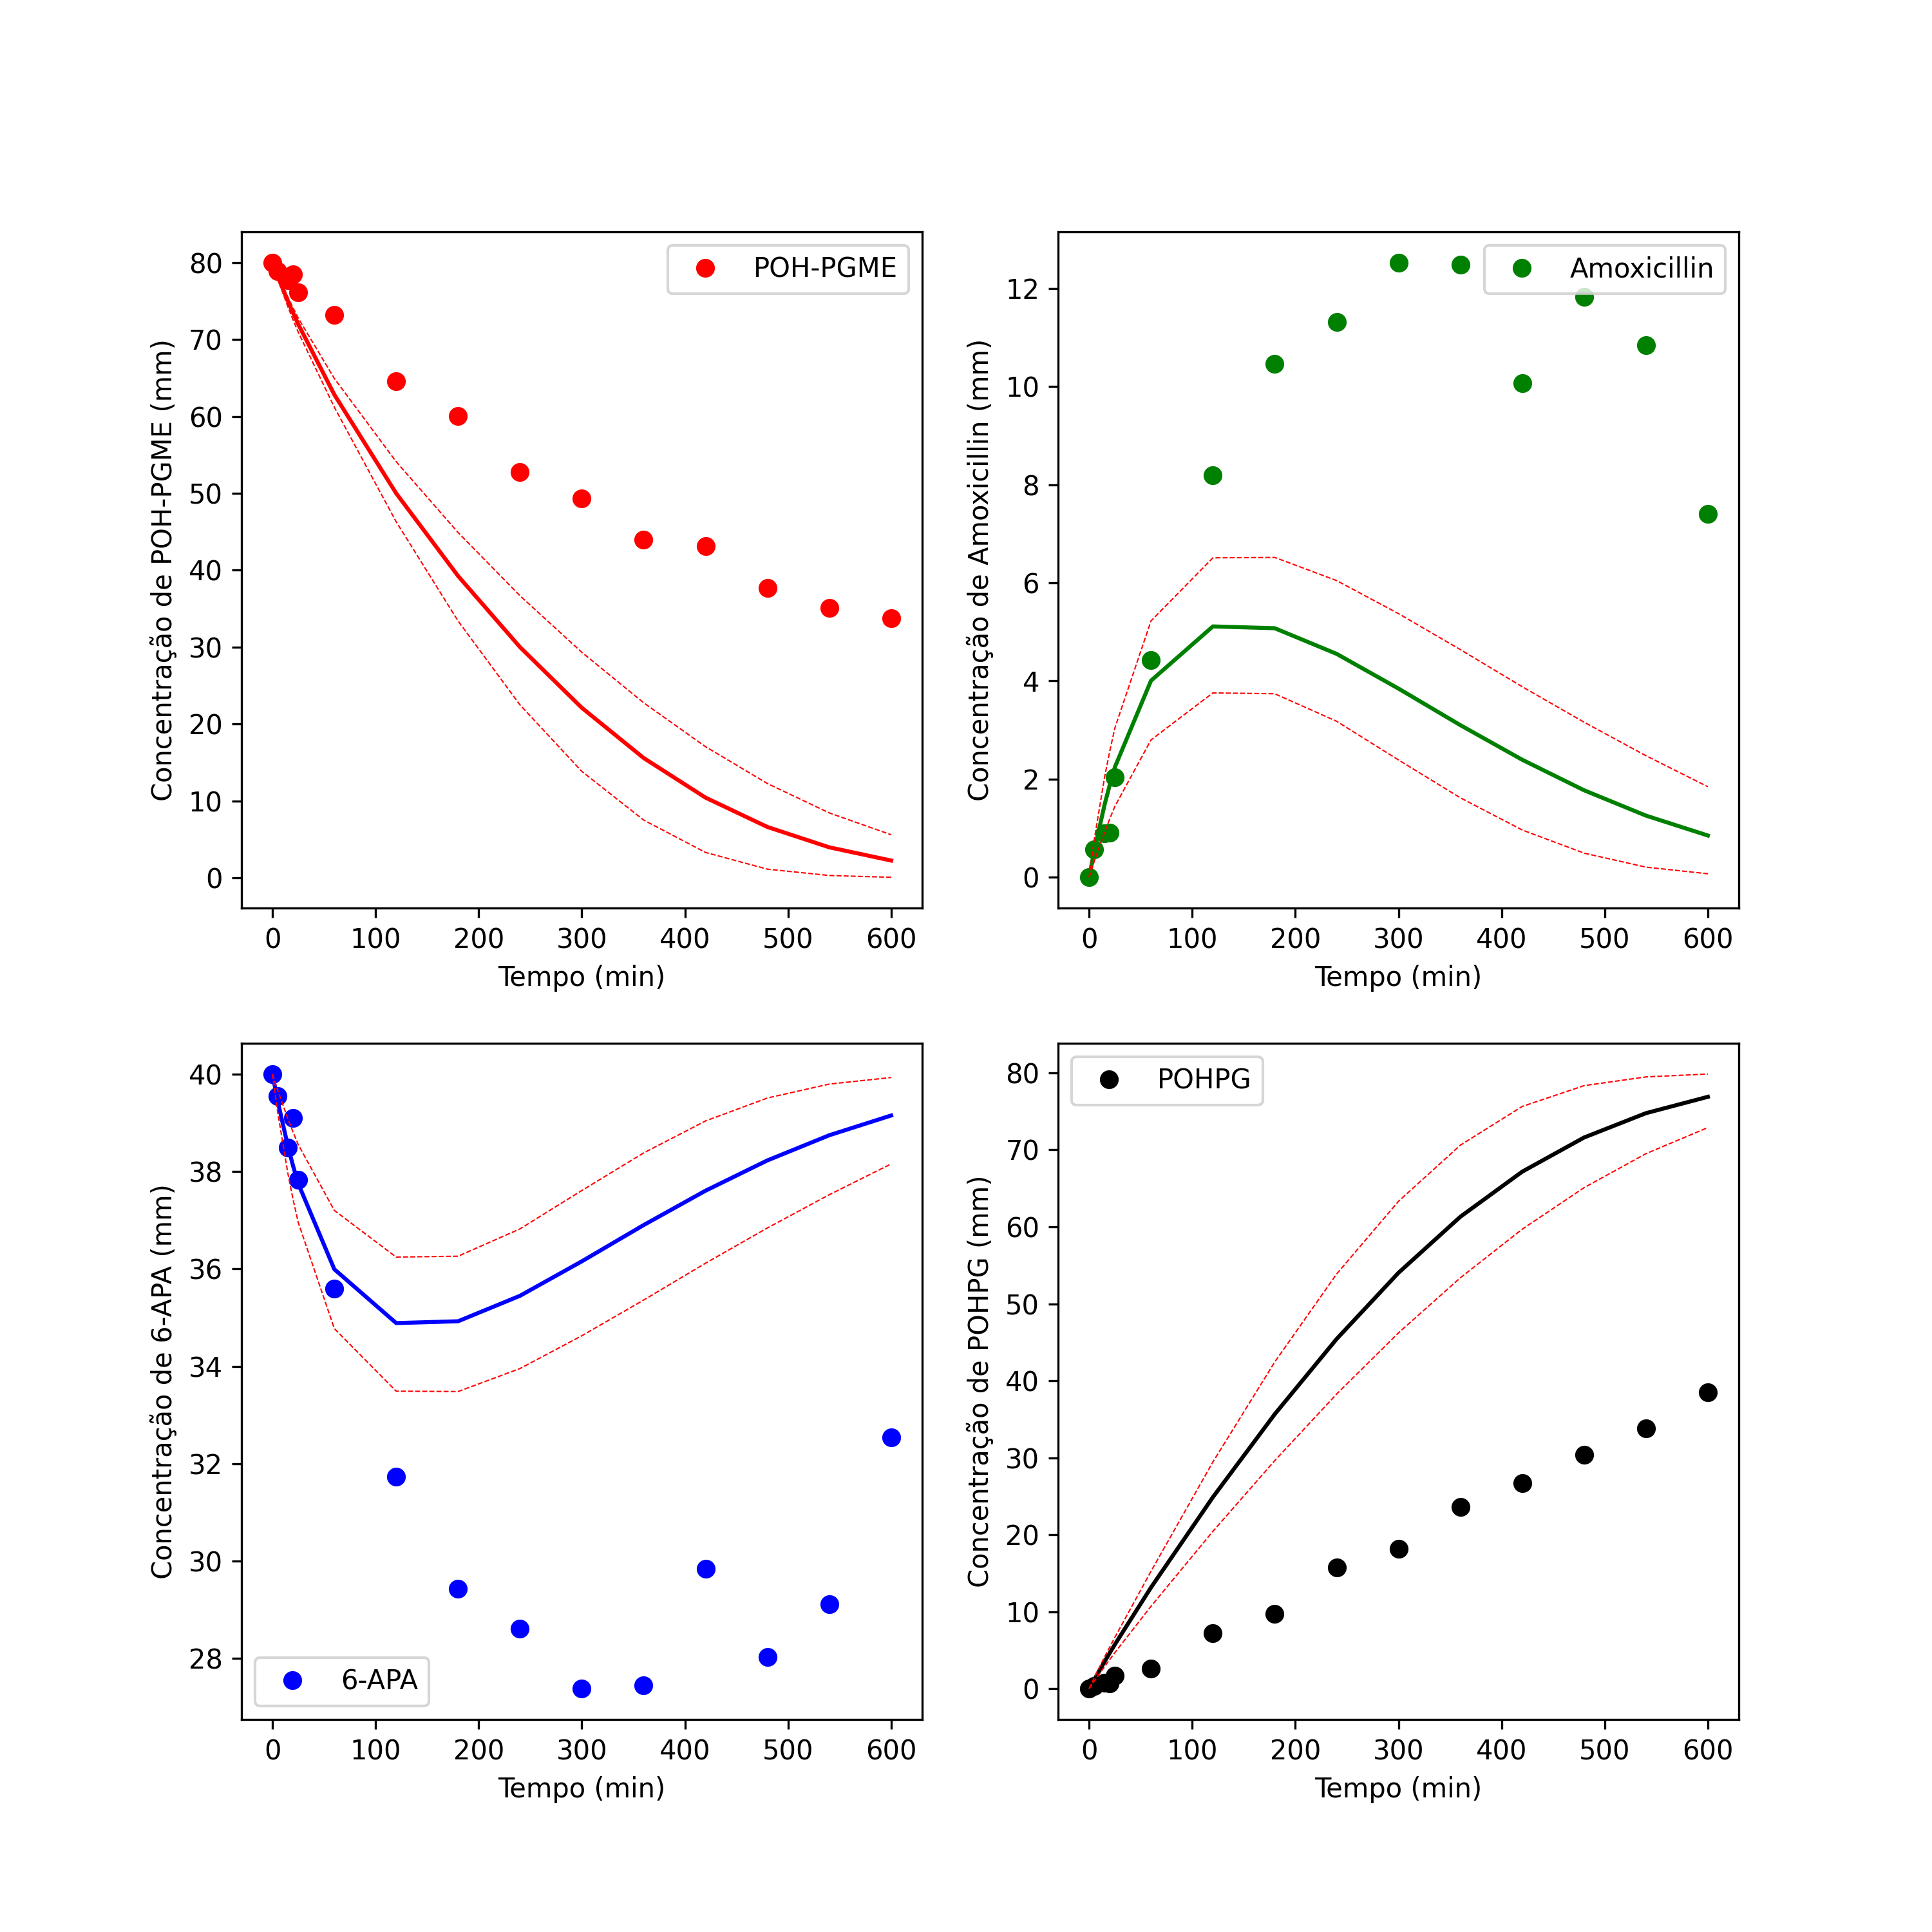 POH-PGME
Concentração de POH-PGME (mm)
80
70
60
50
40
30
20
10
0
0 100 200 300 400 500 600
Tempo (min)
Amoxicillin
Concentração de Amoxicillin (mm)
12
10
8
6
4
2
0
0 100 200 300 400 500 600
Tempo (min)
6-APA
Concentração de 6-APA (mm)
40
38
36
34
32
30
28
0 100 200 300 400 500 600
Tempo (min)
POHPG
Concentração de POHPG (mm)
80
70
60
50
40
30
20
10
0
0 100 200 300 400 500 600
Tempo (min)